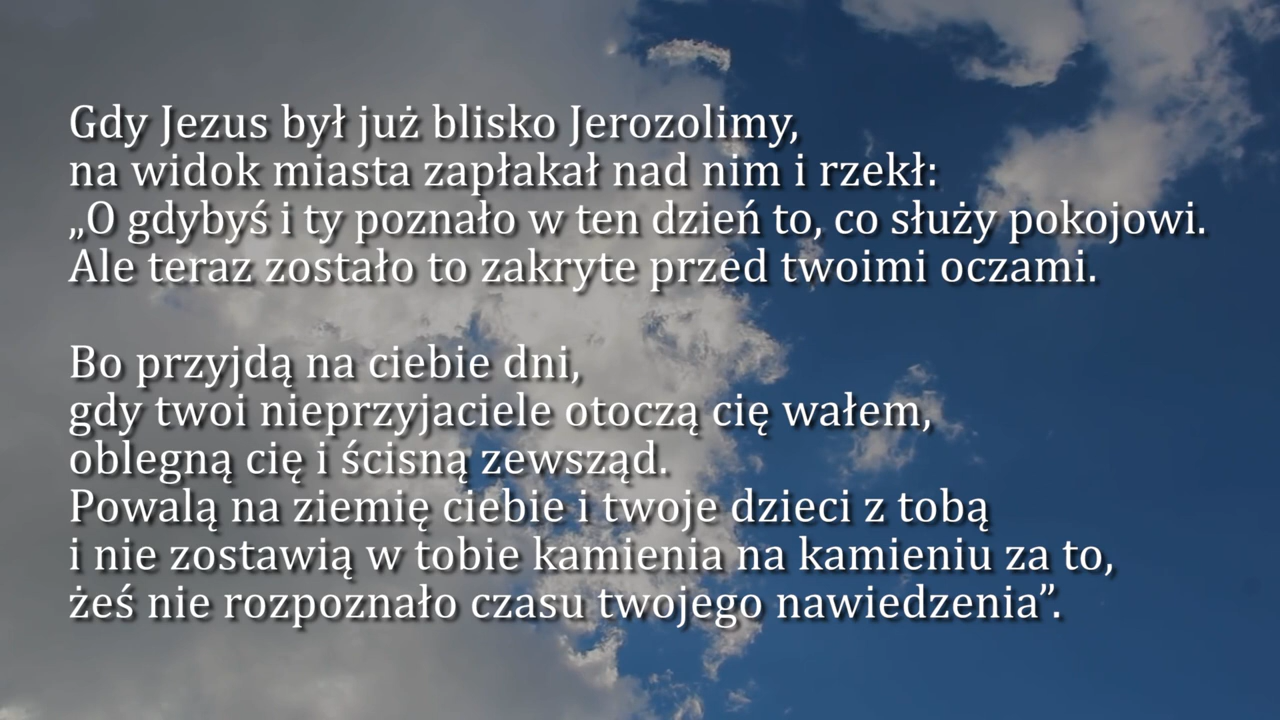 Gdy Jezus był już blisko Jerozolimy,
na widok miasta zapłakał nad nim i rzekł:
„O gdybyś i ty poznało w ten dzień to, co służy pokojowi.
Ale teraz zostało to zakryte przed twoimi oczami.
Bo przyjdą na ciebie dni,
gdy twoi nieprzyjaciele otoczą cię wałem,
oblegną cię i ścisną zewsząd.
Powalą na ziemię ciebie i twoje dzieci z tobą
i nie zostawią w tobie kamienia na kamieniu za to,
żeś nie rozpoznało czasu twojego nawiedzenia”.